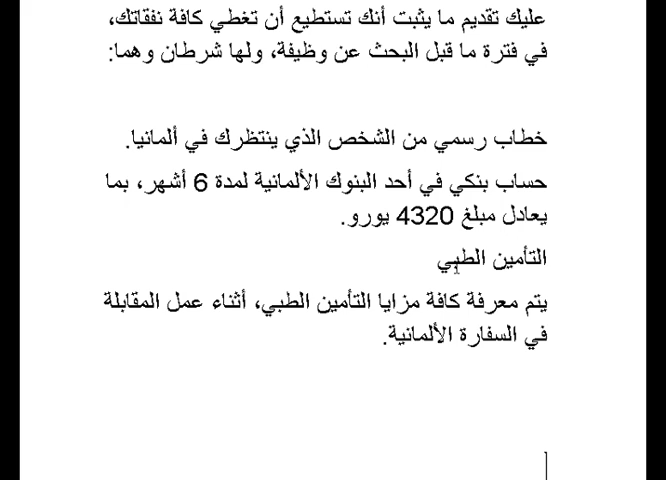 عليك تقديم ما يثبت أنك تستطيع أن تغطي كافة نفقاتك،
في فترة ما قبل البحث عن وظيفة، ولها شرطان وهما:
خطاب رسمي من الشخص الذي ينتظرك في ألمانيا.
حساب بنكي في أحد البنوك الألمانية لمدة 6 أشهر، بما
يعادل مبلغ 4320 يورو.
التأمين الطبي
يتم معرفة كافة مزايا التأمين الطبي، أثناء عمل المقابلة
في السفارة الألمانية.